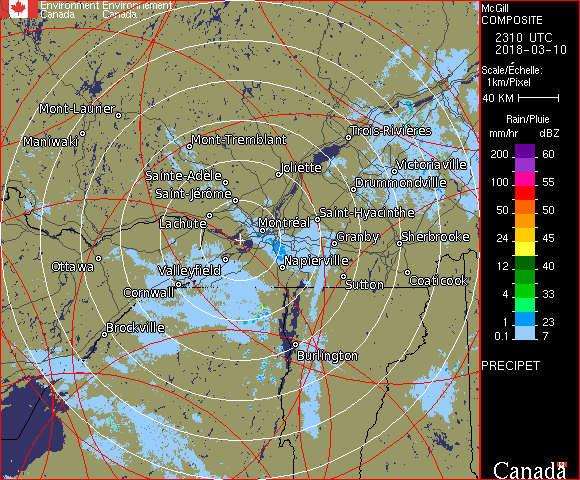 Environment Environnement
Canada Canada
McGill
COMPOSITE
2310 UTC
2018-03-10
Scale/Échelle:
1km/Pixel
40 KM
Rain/Pluie
mm/hr dBZ
200 60
100 55
50 50
24 45
12 40
4 33
1 23
0.1 7
PRECIPET
Canada
Mont-Laurier
Maniwaki
Mont-Tremblant
Trois-Rivières
Joliette
Victoriaville
Sainte-Adèle
Drummondville
Saint-Jérôme
Saint-Hyacinthe
Lachute
Montréal
Granby
Sherbrooke
Ottawa
Valleyfield
Napierville
Sutton
Coaticook
Cornwall
Brockville
Burlington